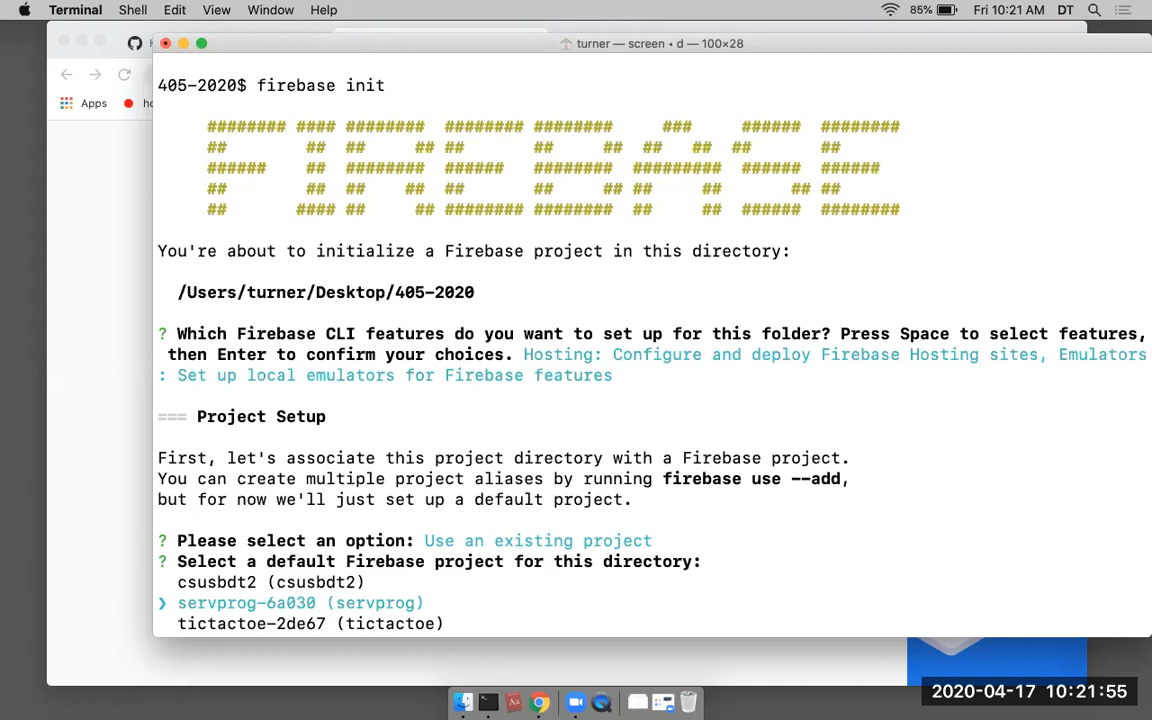 Terminal Shell Edit View Window Help 85% Fri 10:21 AM DT
turner — screen ◂ d — 100×28
Apps
405-2020$ firebase init
######## #### ######## ######## ######## ### ###### ########
## ## ## ## ## ## ## ## ## ## ##
###### ## ######## ###### ######## ######### ###### ######
## ## ## ## ## ## ## ## ## ## ##
## #### ## ## ######## ######## ## ## ###### ########
You're about to initialize a Firebase project in this directory:
/Users/turner/Desktop/405-2020
? Which Firebase CLI features do you want to set up for this folder? Press Space to select features,
then Enter to confirm your choices. Hosting: Configure and deploy Firebase Hosting sites, Emulators
: Set up local emulators for Firebase features
=== Project Setup
First, let's associate this project directory with a Firebase project.
You can create multiple project aliases by running firebase use --add,
but for now we'll just set up a default project.
? Please select an option: Use an existing project
? Select a default Firebase project for this directory:
csusbdt2 (csusbdt2)
❯ servprog-6a030 (servprog)
tictactoe-2de67 (tictactoe)
2020-04-17 10:21:55